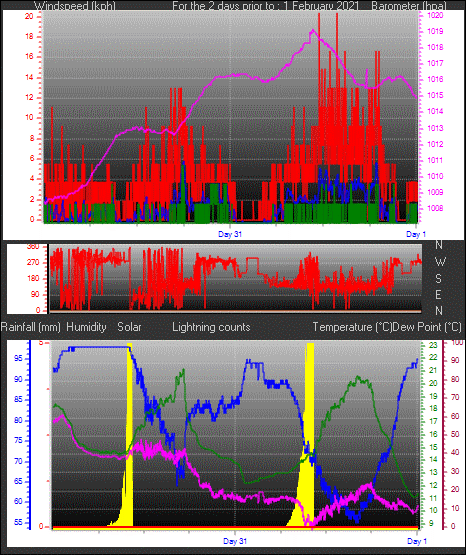 Windspeed (kph) For the 2 days prior to : 1 February 2021 Barometer (hpa)
20 1020
18 1019
16 1018
14 1016
12 1015
10 1014
8 1013
6 1012
4 1010
2 1009
0 1008
Day 31 Day 1
360 N
270 W
180 S
90 E
0 N
Rainfall (mm) Humidity Solar Lightning counts Temperature (°C) Dew Point (°C)
95 90 85 80 75 70 65 60 55
23 22 21 20 19 18 16 15 14 13 12 11 10 9
100 90 80 70 60 50 40 30 20 10 0
Day 31 Day 1